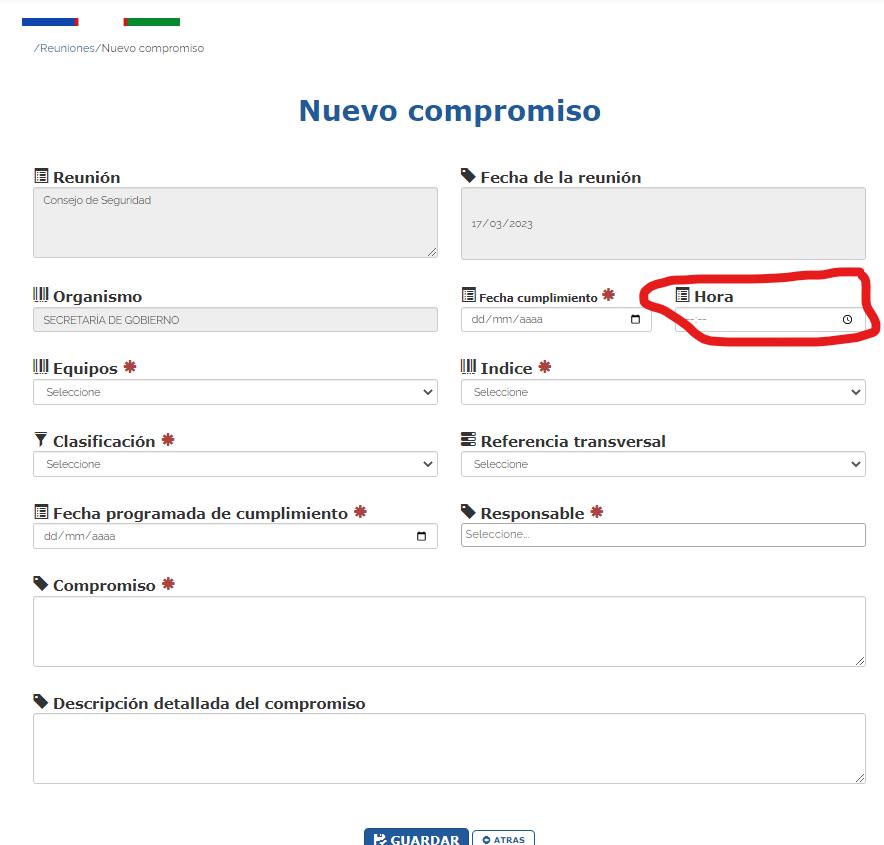 /Reuniones/Nuevo compromiso
Nuevo compromiso
Reunión
Fecha de la reunión
Consejo de Seguridad
17/03/2023
Organismo
Fecha cumplimiento *
Hora
SECRETARÍA DE GOBIERNO
dd/mm/aaaa
--:--
Equipos *
Indice *
Seleccione
Seleccione
Clasificación *
Referencia transversal
Seleccione
Seleccione
Fecha programada de cumplimiento *
Responsable *
dd/mm/aaaa
Seleccione...
Compromiso *
Descripción detallada del compromiso
GUARDAR
ATRAS